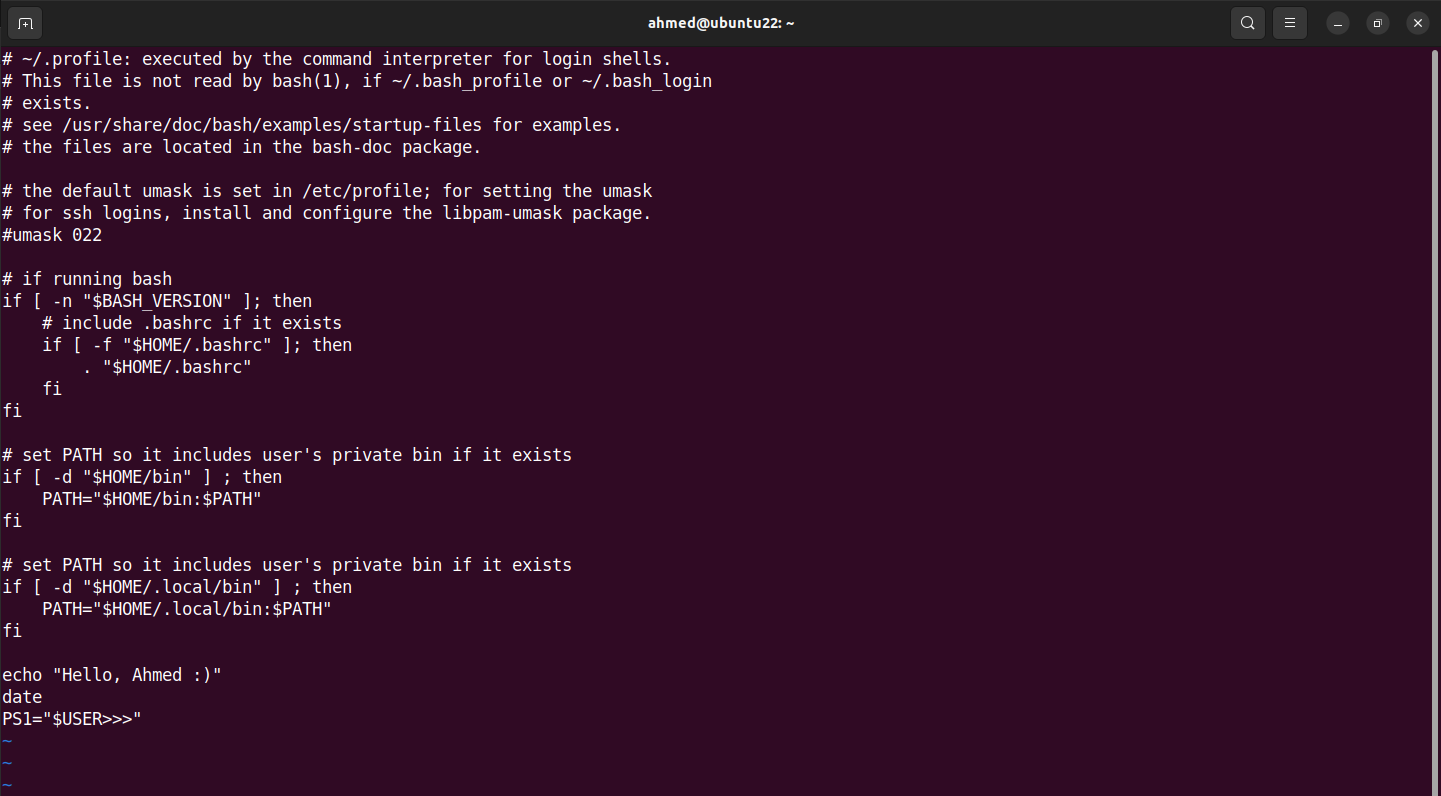 ahmed@ubuntu22: ~
# ~/.profile: executed by the command interpreter for login shells.
# This file is not read by bash(1), if ~/.bash_profile or ~/.bash_login
# exists.
# see /usr/share/doc/bash/examples/startup-files for examples.
# the files are located in the bash-doc package.

# the default umask is set in /etc/profile; for setting the umask
# for ssh logins, install and configure the libpam-umask package.
#umask 022

# if running bash
if [ -n "$BASH_VERSION" ]; then
    # include .bashrc if it exists
    if [ -f "$HOME/.bashrc" ]; then
        . "$HOME/.bashrc"
    fi
fi

# set PATH so it includes user's private bin if it exists
if [ -d "$HOME/bin" ] ; then
    PATH="$HOME/bin:$PATH"
fi

# set PATH so it includes user's private bin if it exists
if [ -d "$HOME/.local/bin" ] ; then
    PATH="$HOME/.local/bin:$PATH"
fi

echo "Hello, Ahmed :)"
date
PS1="$USER>>>"
~
~
~